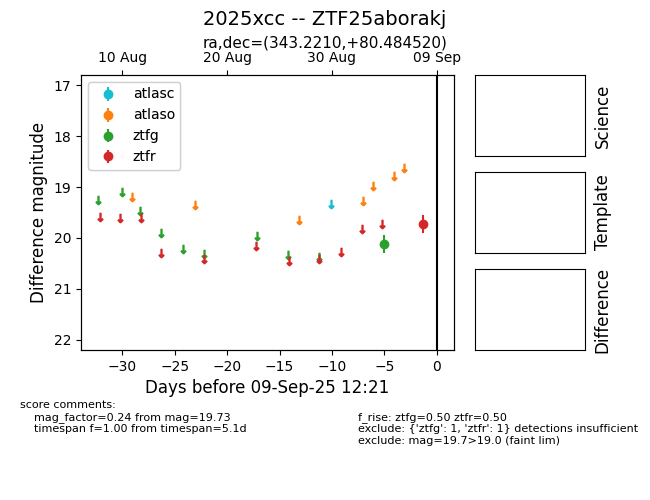 2025xcc -- ZTF25aborakj
ra,dec=(343.2210,+80.484520)
10 Aug 20 Aug 30 Aug 09 Sep
17
18
19
20
21
22
Difference magnitude
atlasc
atlaso
ztfg
ztfr
−30 −25 −20 −15 −10 −5 0
Days before 09-Sep-25 12:21
Science
Template
Difference
score comments:
mag_factor=0.24 from mag=19.73
timespan f=1.00 from timespan=5.1d
f_rise: ztfg=0.50 ztfr=0.50
exclude: {'ztfg': 1, 'ztfr': 1} detections insufficient
exclude: mag=19.7>19.0 (faint lim)